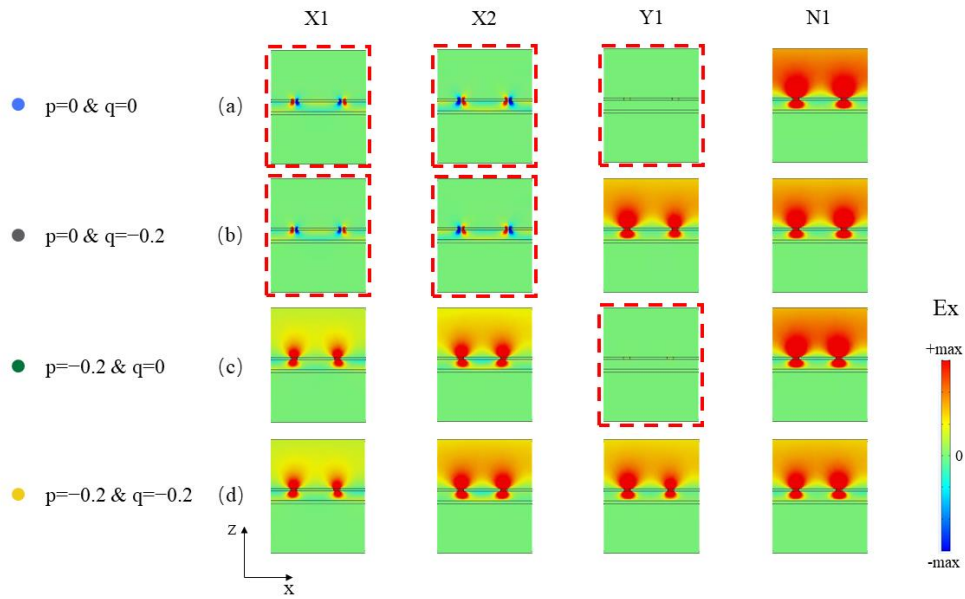 X1 X2 Y1 N1
p=0 & q=0 (a)
p=0 & q=−0.2 (b)
p=−0.2 & q=0 (c)
p=−0.2 & q=−0.2 (d)
Ex
+max
0
-max
Z
X